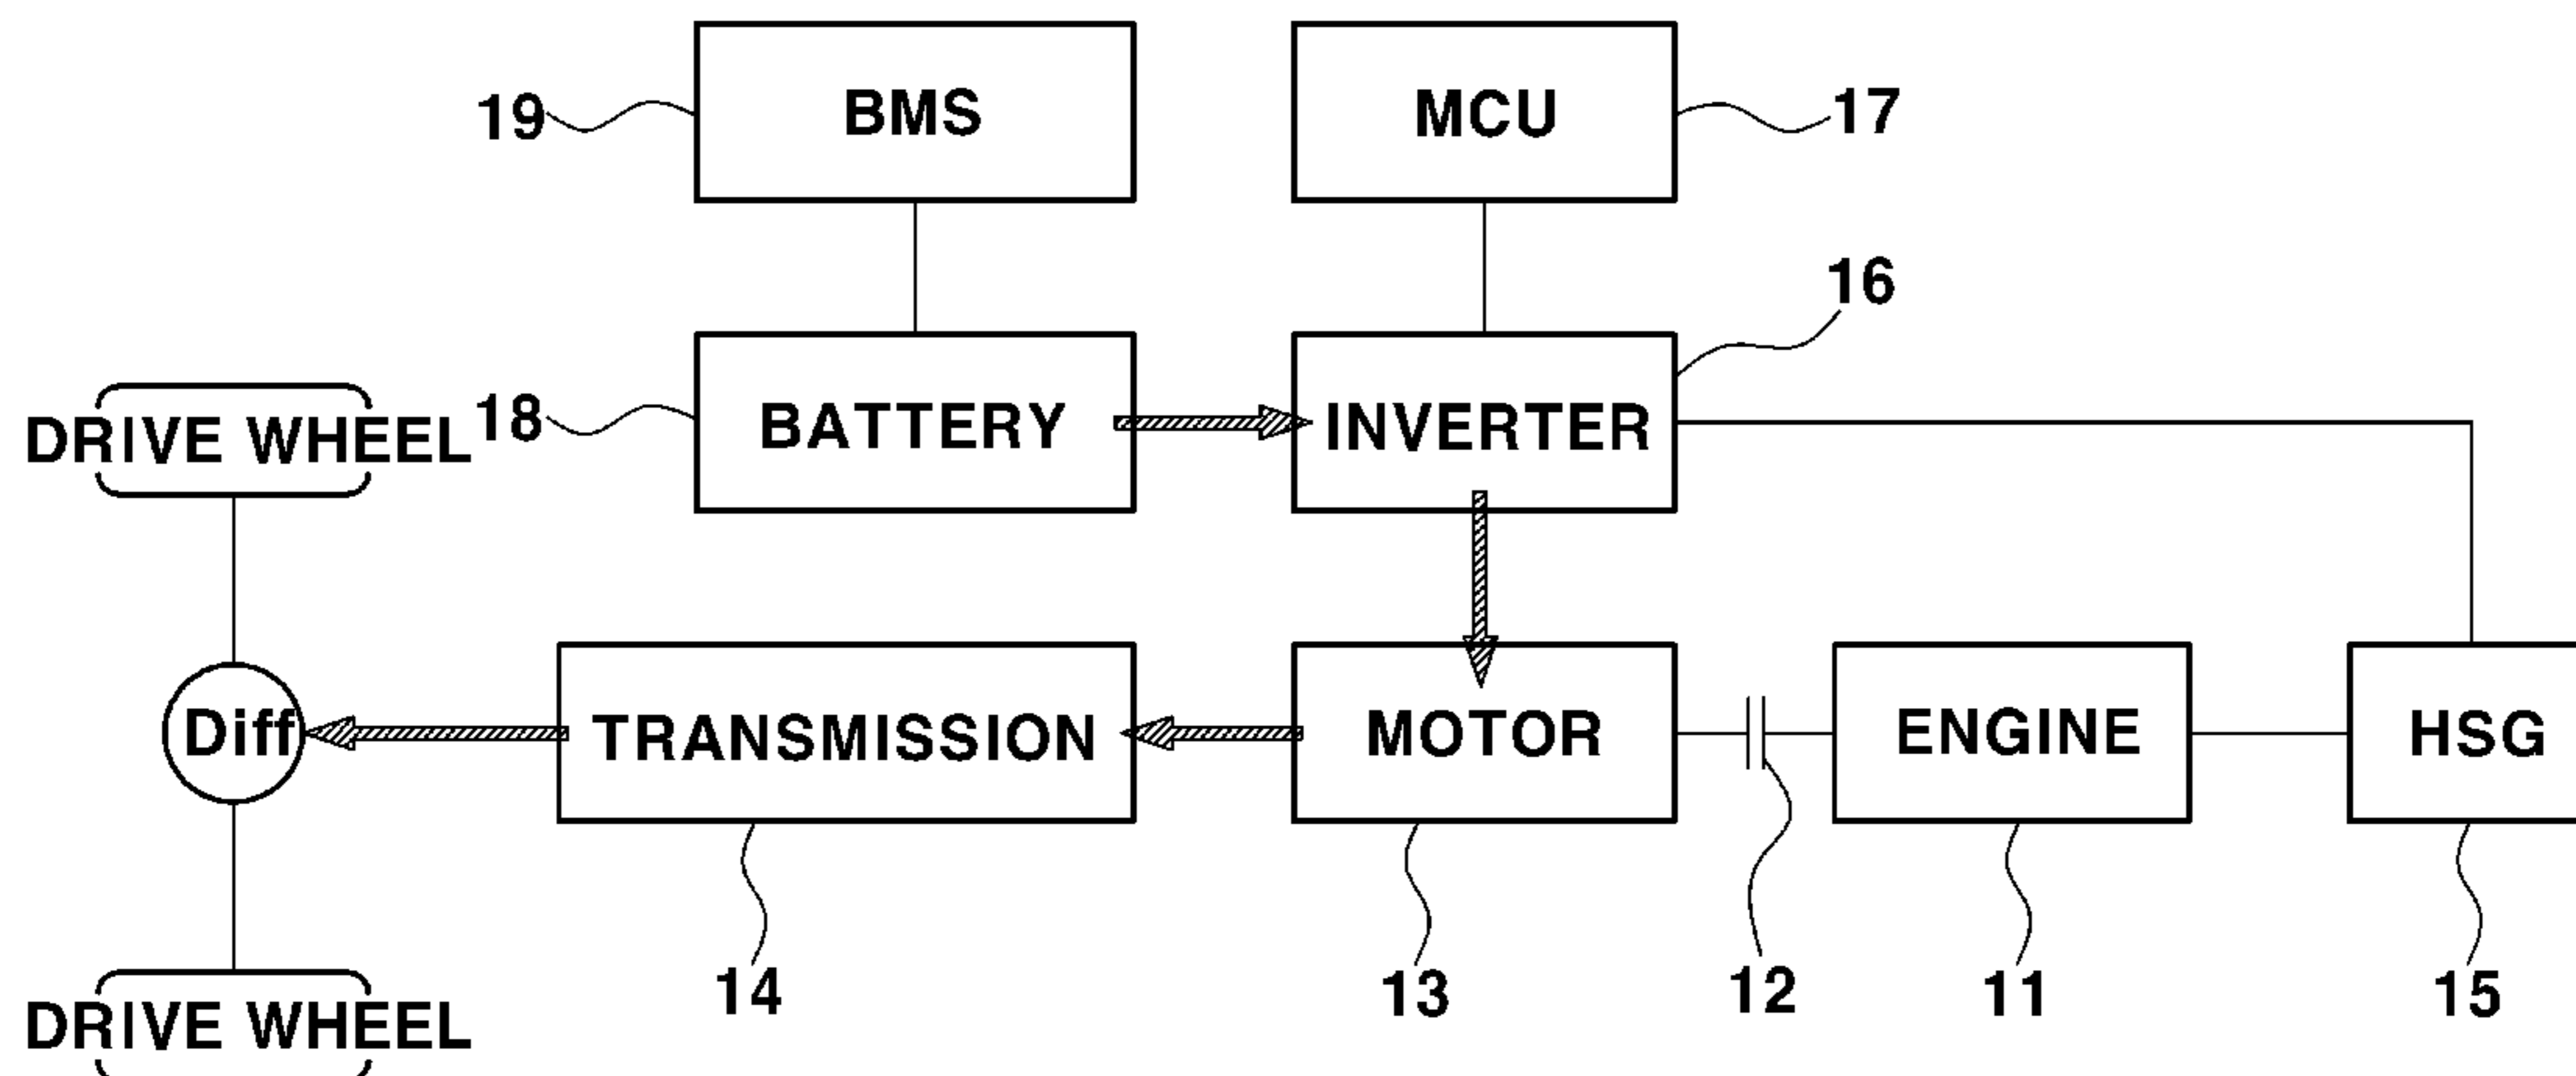 19 BMS MCU 17
16
DRIVE WHEEL 18 BATTERY INVERTER
Diff TRANSMISSION MOTOR ENGINE HSG
14 13 12 11 15
DRIVE WHEEL